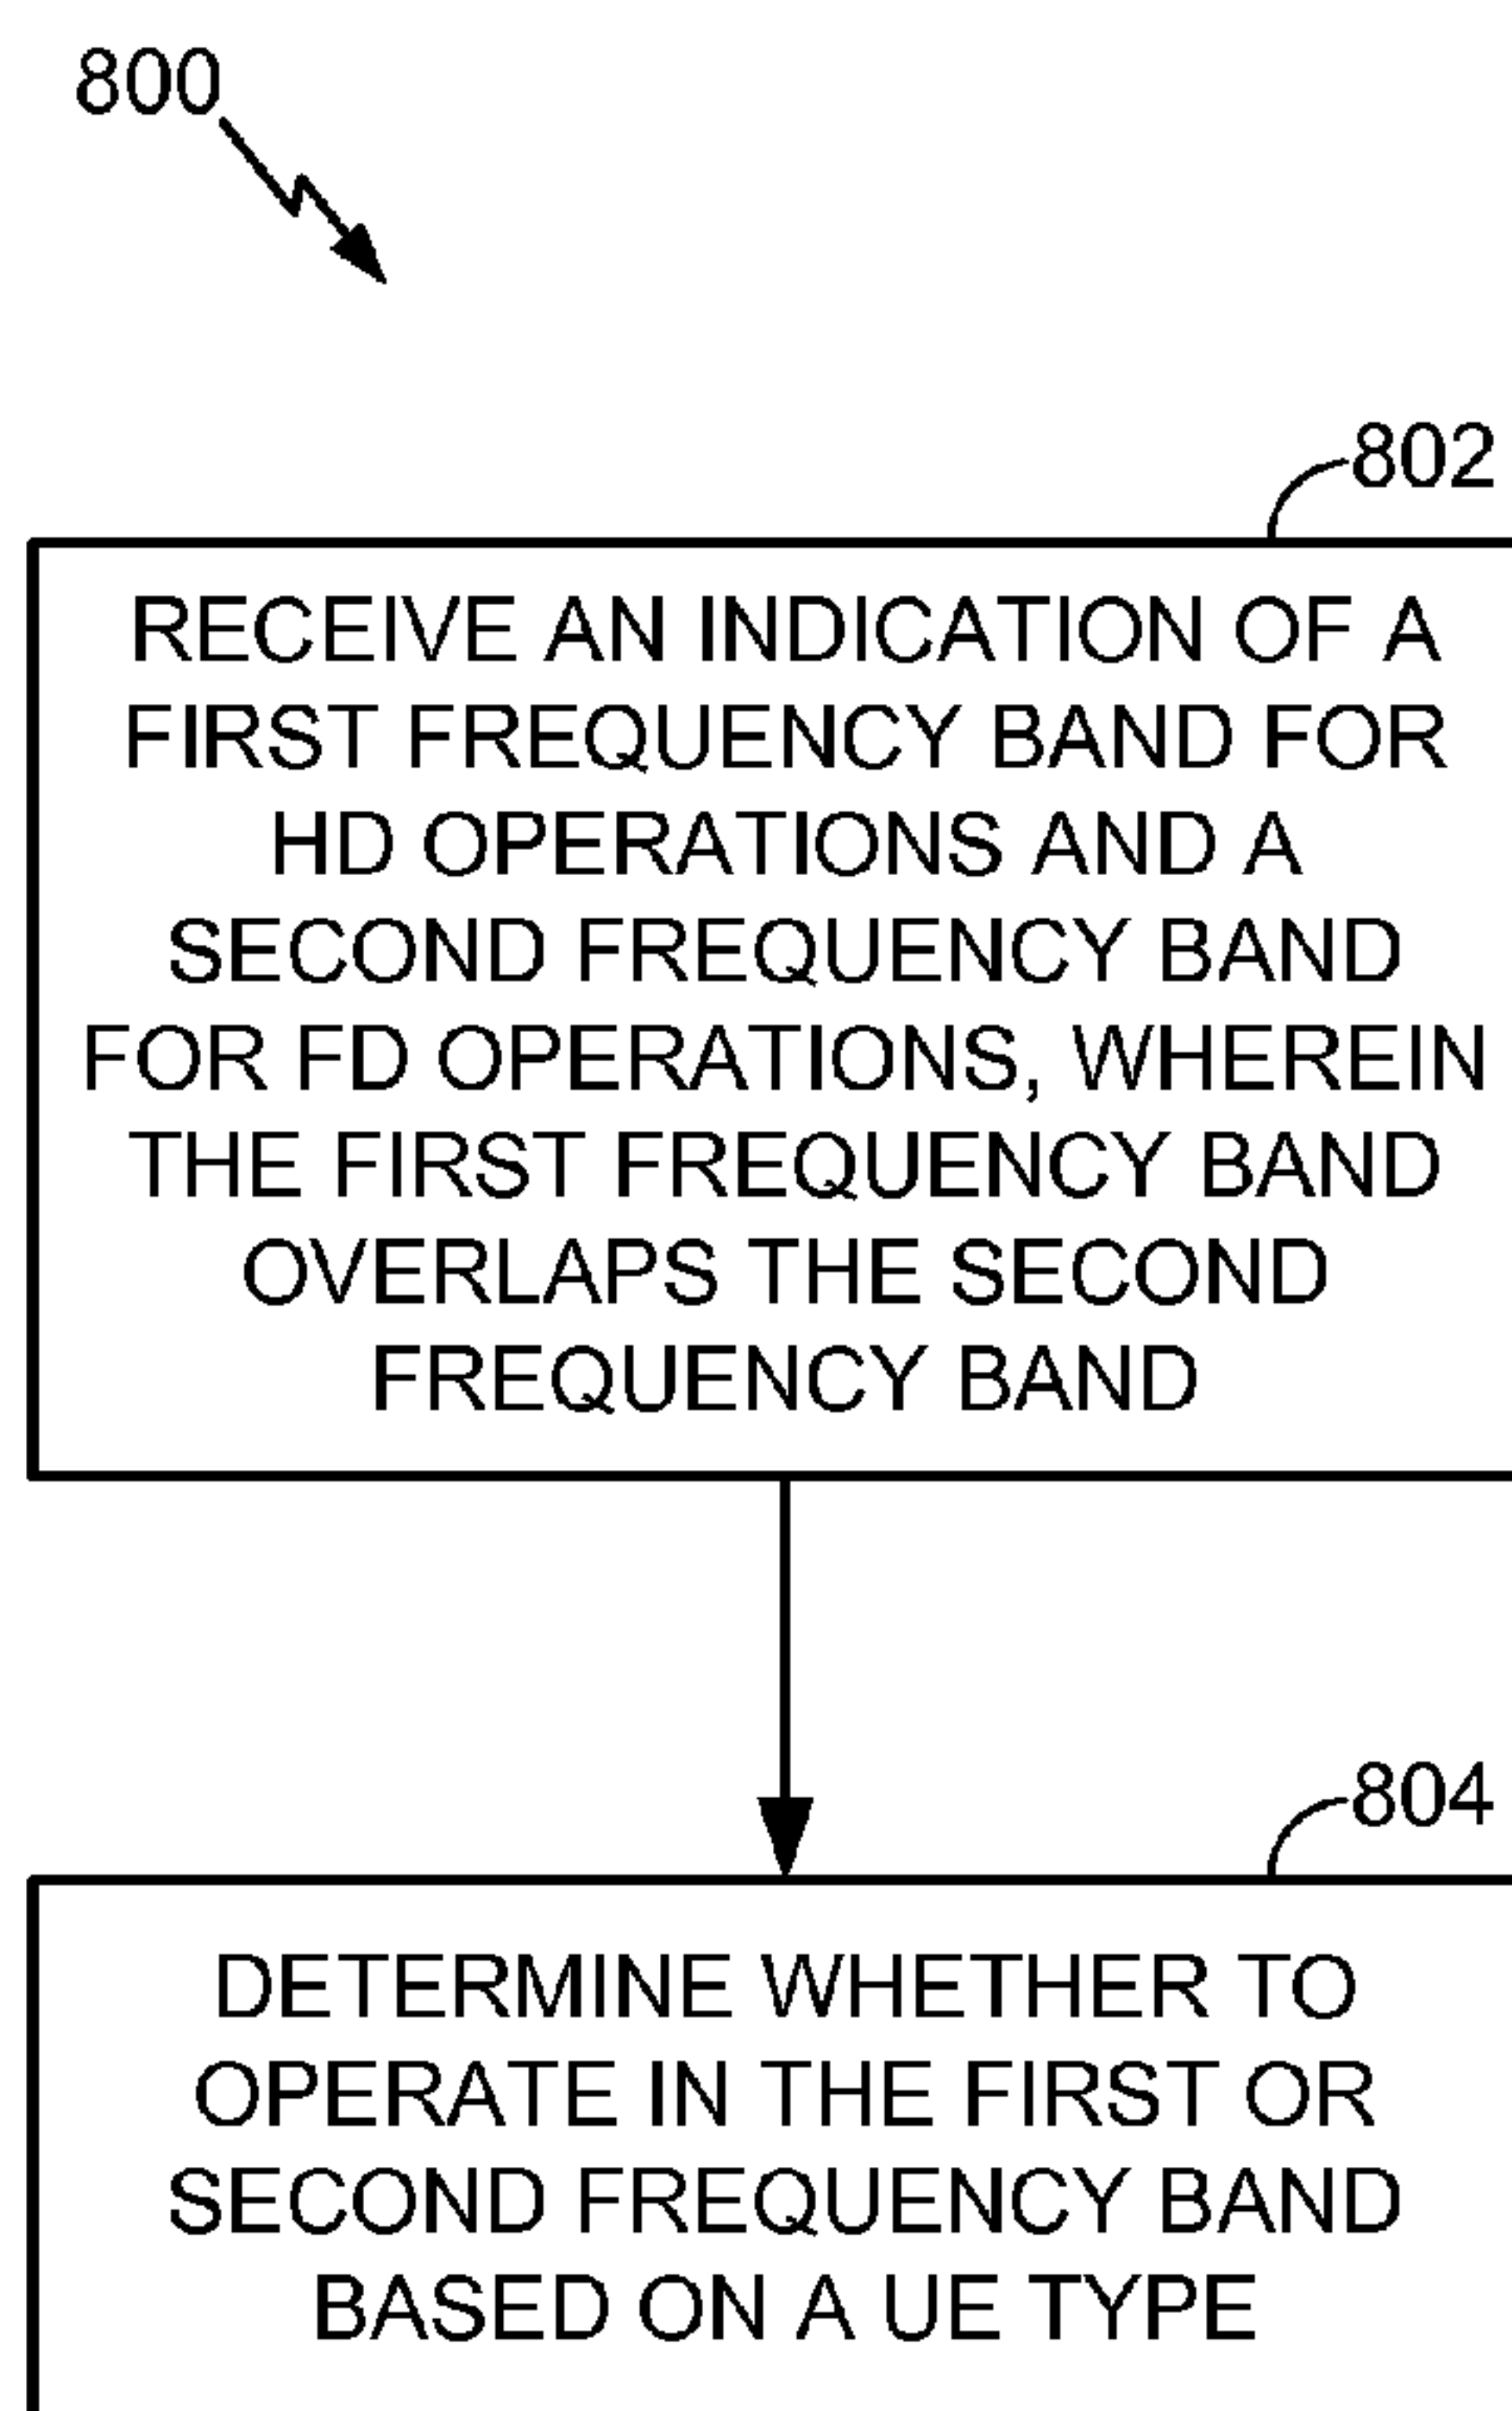 800
802
RECEIVE AN INDICATION OF A
FIRST FREQUENCY BAND FOR
HD OPERATIONS AND A
SECOND FREQUENCY BAND
FOR FD OPERATIONS, WHEREIN
THE FIRST FREQUENCY BAND
OVERLAPS THE SECOND
FREQUENCY BAND
804
DETERMINE WHETHER TO
OPERATE IN THE FIRST OR
SECOND FREQUENCY BAND
BASED ON A UE TYPE